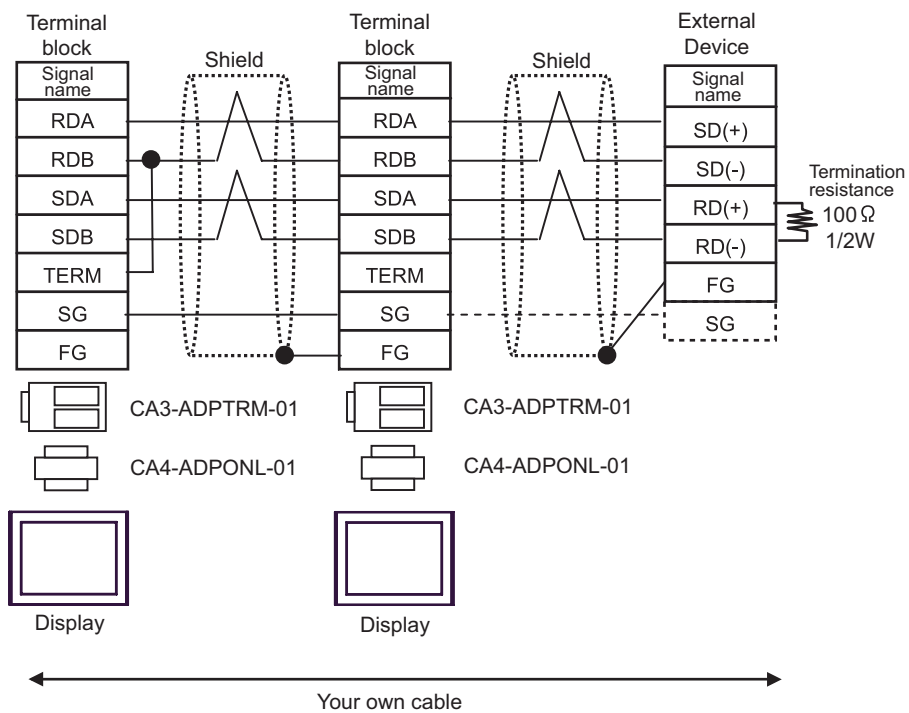 Terminal
block
Signal
name
RDA
RDB
SDA
SDB
TERM
SG
FG
Shield
Terminal
block
Signal
name
RDA
RDB
SDA
SDB
TERM
SG
FG
Shield
External
Device
Signal
name
SD(+)
SD(-)
RD(+)
RD(-)
FG
SG
Termination
resistance
100Ω
1/2W
CA3-ADPTRM-01
CA4-ADPONL-01
Display
CA3-ADPTRM-01
CA4-ADPONL-01
Display
Your own cable